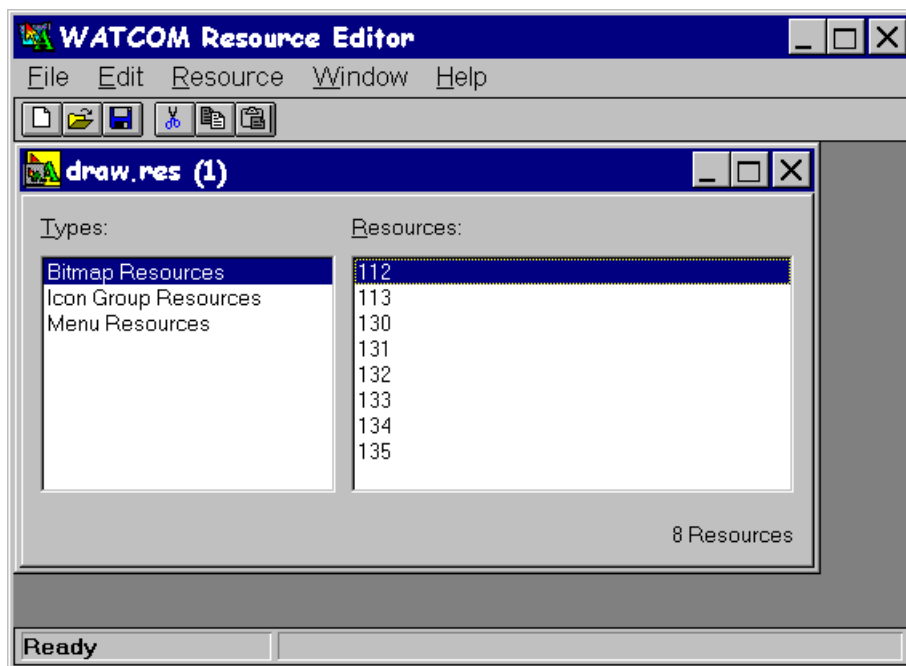 WATCOM Resource Editor
File Edit Resource Window Help
draw.res (1)
Types: Resources:
Bitmap Resources 112
Icon Group Resources 113
Menu Resources 130
131
132
133
134
135
8 Resources
Ready